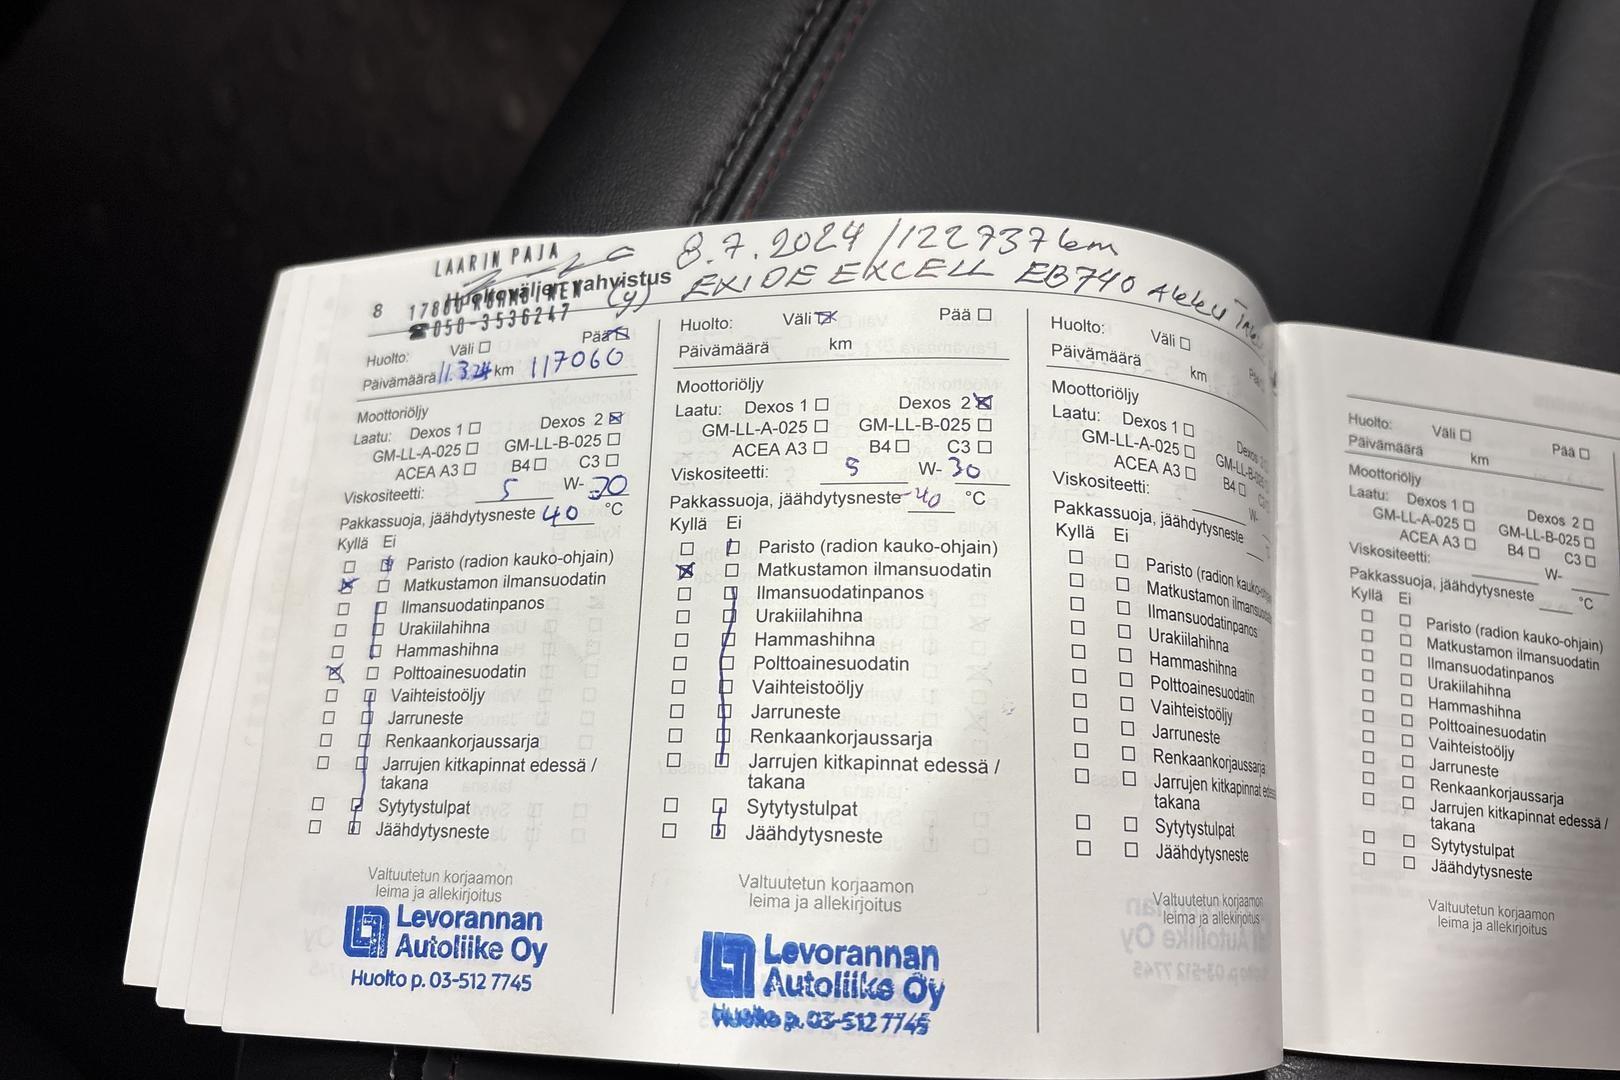 LAARIN PAJA
8.7.2024 / 122737 km
EXIDE EXCELL EB740 Akku
8
vahvistus
☎050-3536247
Huolto: Väli ☐ Pää ☒
Päivämäärä 11.3.24 km 117060
Moottoriöljy
Laatu: Dexos 1 ☐ Dexos 2 ☒
GM-LL-A-025 ☐ GM-LL-B-025 ☐
ACEA A3 ☐ B4 ☐ C3 ☐
Viskositeetti: 5 W- 30
Pakkassuoja, jäähdytysneste 40 °C
Kyllä Ei
Paristo (radion kauko-ohjain)
Matkustamon ilmansuodatin
Ilmansuodatinpanos
Urakiilahihna
Hammashihna
Polttoainesuodatin
Vaihteistoöljy
Jarruneste
Renkaankorjaussarja
Jarrujen kitkapinnat edessä /
takana
Sytytystulpat
Jäähdytysneste
Valtuutetun korjaamon
leima ja allekirjoitus
Levorannan
Autoliike Oy
Huolto p. 03-512 7745
Huolto: Väli ☒ Pää ☐
Päivämäärä km
Moottoriöljy
Laatu: Dexos 1 ☐ Dexos 2 ☒
GM-LL-A-025 ☐ GM-LL-B-025 ☐
ACEA A3 ☐ B4 ☐ C3 ☐
Viskositeetti: 5 W- 30
Pakkassuoja, jäähdytysneste -40 °C
Kyllä Ei
Paristo (radion kauko-ohjain)
Matkustamon ilmansuodatin
Ilmansuodatinpanos
Urakiilahihna
Hammashihna
Polttoainesuodatin
Vaihteistoöljy
Jarruneste
Renkaankorjaussarja
Jarrujen kitkapinnat edessä /
takana
Sytytystulpat
Jäähdytysneste
Valtuutetun korjaamon
leima ja allekirjoitus
Levorannan
Autoliike Oy
Huolto p. 03-512 7745
Huolto: Väli ☐
Päivämäärä km
Moottoriöljy
Laatu: Dexos 1 ☐ Dexos
GM-LL-A-025 ☐ GM-LL-B-025
ACEA A3 ☐ B4 ☐
Viskositeetti: W-
Pakkassuoja, jäähdytysneste
Kyllä Ei
Paristo (radion kauko-
Matkustamon ilmansuodatin
Ilmansuodatinpanos
Urakiilahihna
Hammashihna
Polttoainesuodatin
Vaihteistoöljy
Jarruneste
Renkaankorjaussarja
Jarrujen kitkapinnat
takana
Sytytystulpat
Jäähdytysneste
Valtuutetun korjaamon
leima ja allekirjoitus
Huolto: Väli ☐ Pää ☐
Päivämäärä km
Moottoriöljy
Laatu: Dexos 1 ☐ Dexos 2 ☐
GM-LL-A-025 ☐ GM-LL-B-025 ☐
ACEA A3 ☐ B4 ☐ C3 ☐
Viskositeetti: W-
Pakkassuoja, jäähdytysneste °C
Kyllä Ei
Paristo (radion kauko-ohjain)
Matkustamon ilmansuodatin
Ilmansuodatinpanos
Urakiilahihna
Hammashihna
Polttoainesuodatin
Vaihteistoöljy
Jarruneste
Renkaankorjaussarja
Jarrujen kitkapinnat edessä /
takana
Sytytystulpat
Jäähdytysneste
Valtuutetun korjaamon
leima ja allekirjoitus